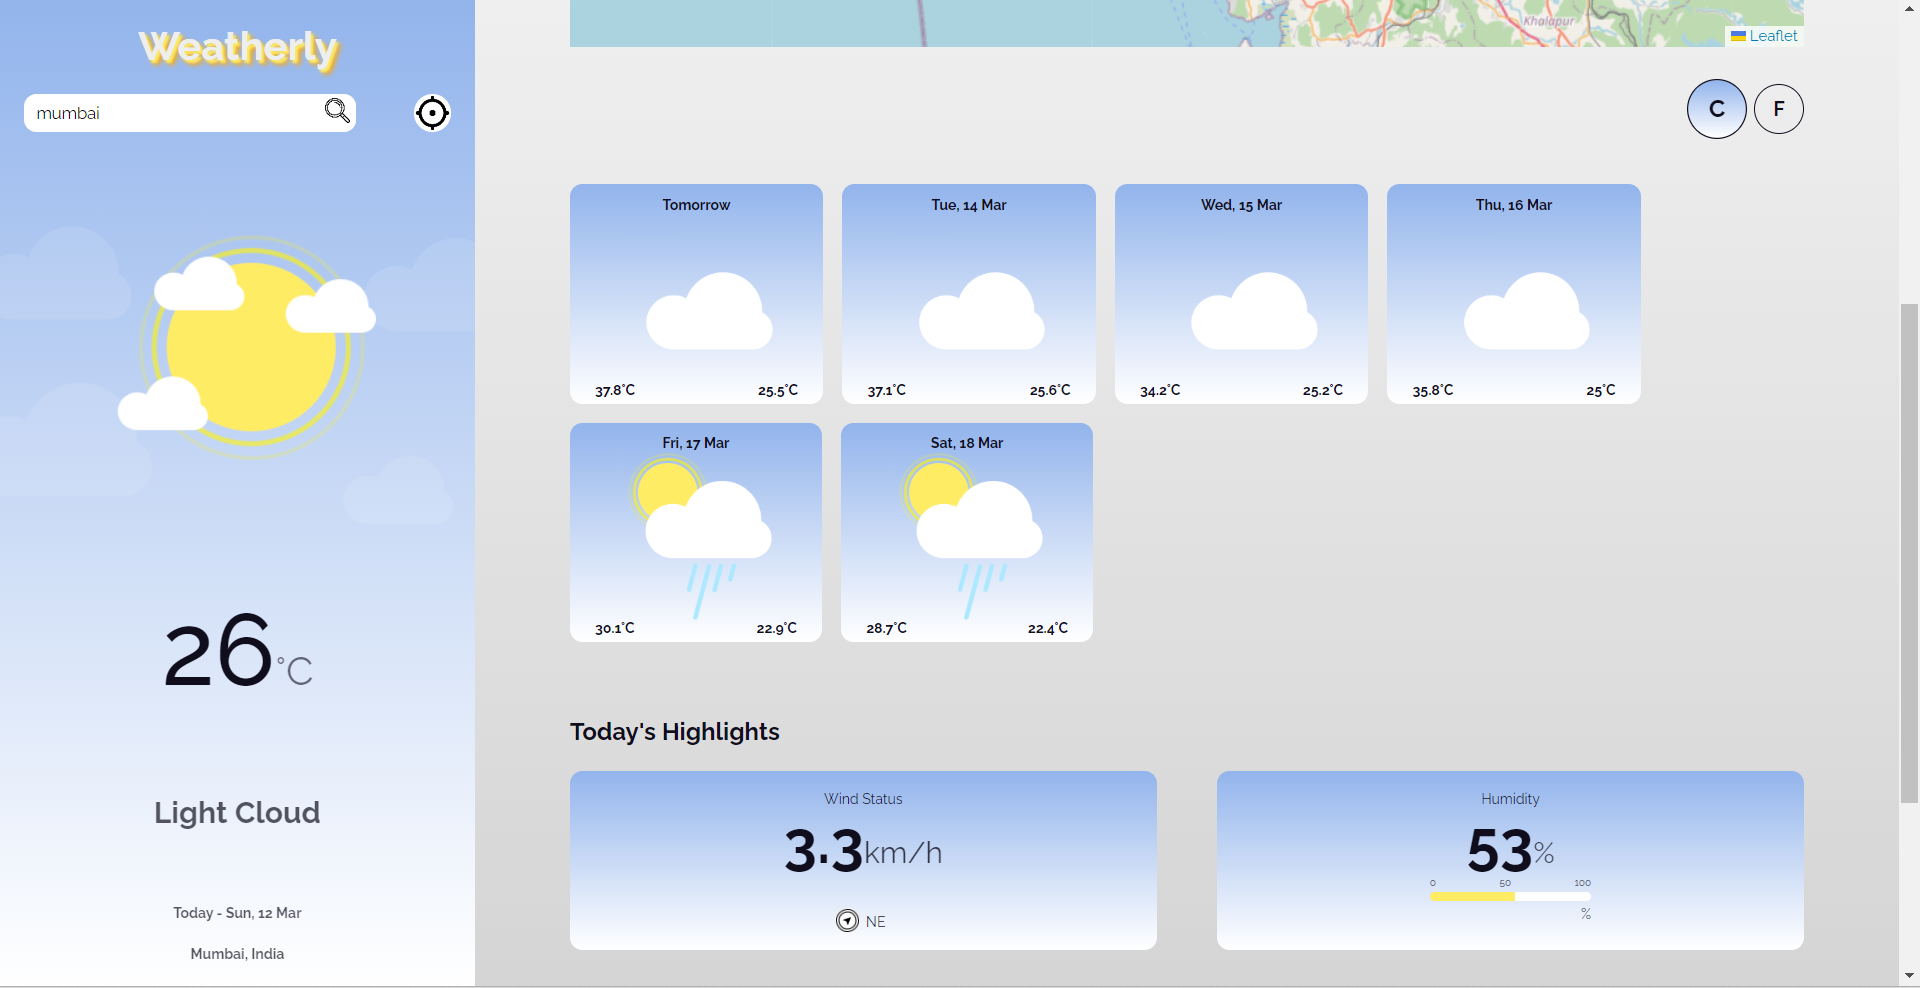 Weatherly
mumbai
26°C
Light Cloud
Today - Sun, 12 Mar
Mumbai, India
Khalapur
Leaflet
C F
Tomorrow
37.8°C 25.5°C
Tue, 14 Mar
37.1°C 25.6°C
Wed, 15 Mar
34.2°C 25.2°C
Thu, 16 Mar
35.8°C 25°C
Fri, 17 Mar
30.1°C 22.9°C
Sat, 18 Mar
28.7°C 22.4°C
Today's Highlights
Wind Status
3.3km/h
NE
Humidity
53%
0 50 100
%